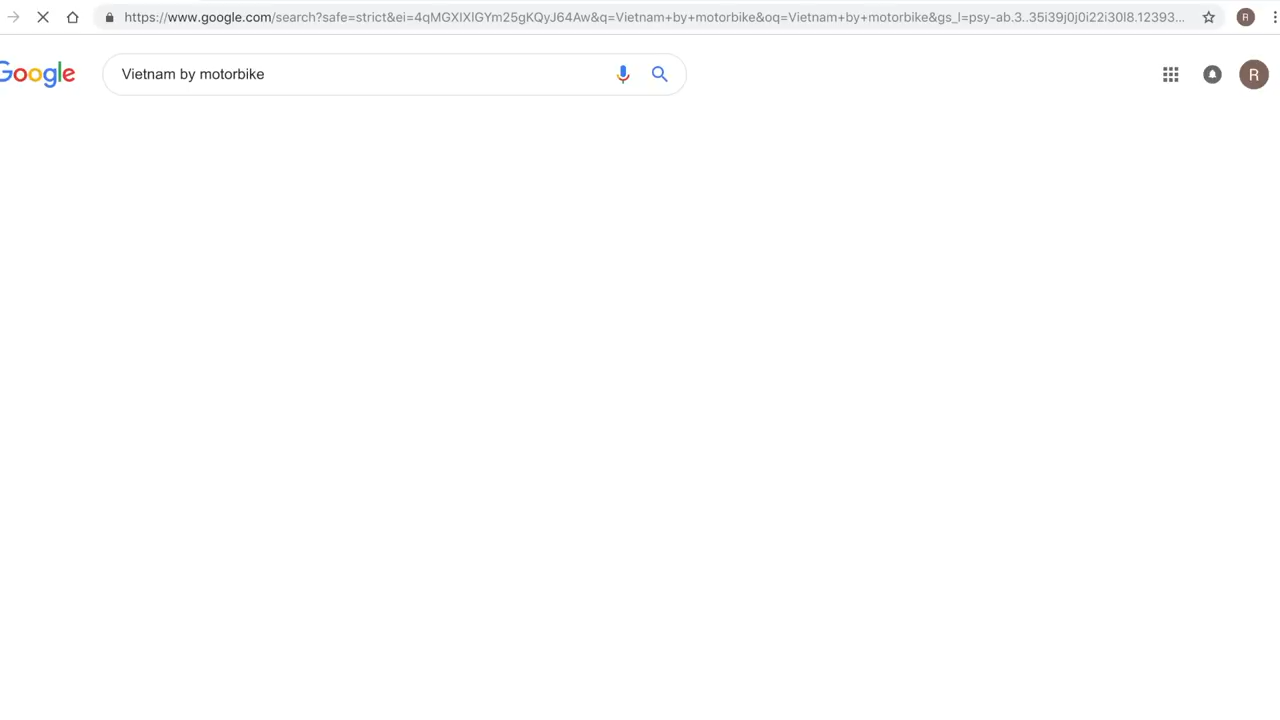 https://www.google.com/search?safe=strict&ei=4qMGXIXlGYm25gKQyJ64Aw&q=Vietnam+by+motorbike&oq=Vietnam+by+motorbike&gs_l=psy-ab.3..35i39j0j0i22i30l8.12393...
R
Google
Vietnam by motorbike
R